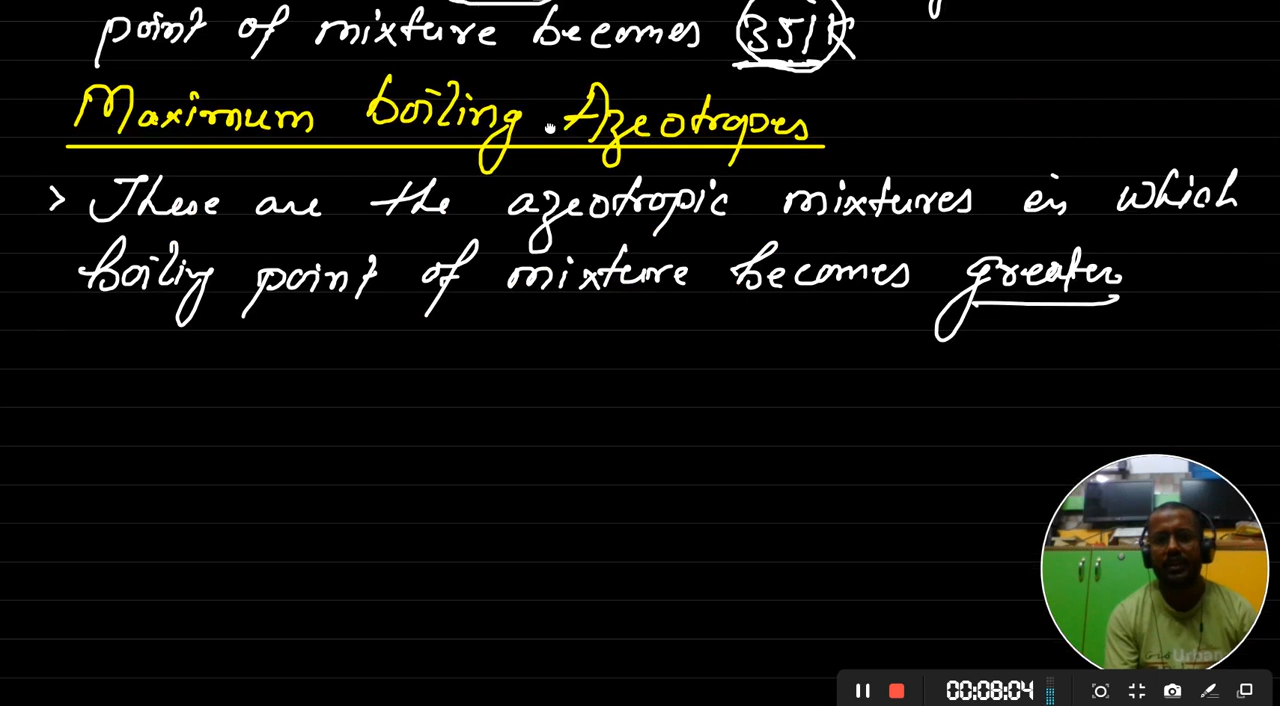 point of mixture becomes 351K
Maximum boiling Azeotropes
> These are the azeotropic mixtures in which
boiling point of mixture becomes greater
Urban
00:08:04